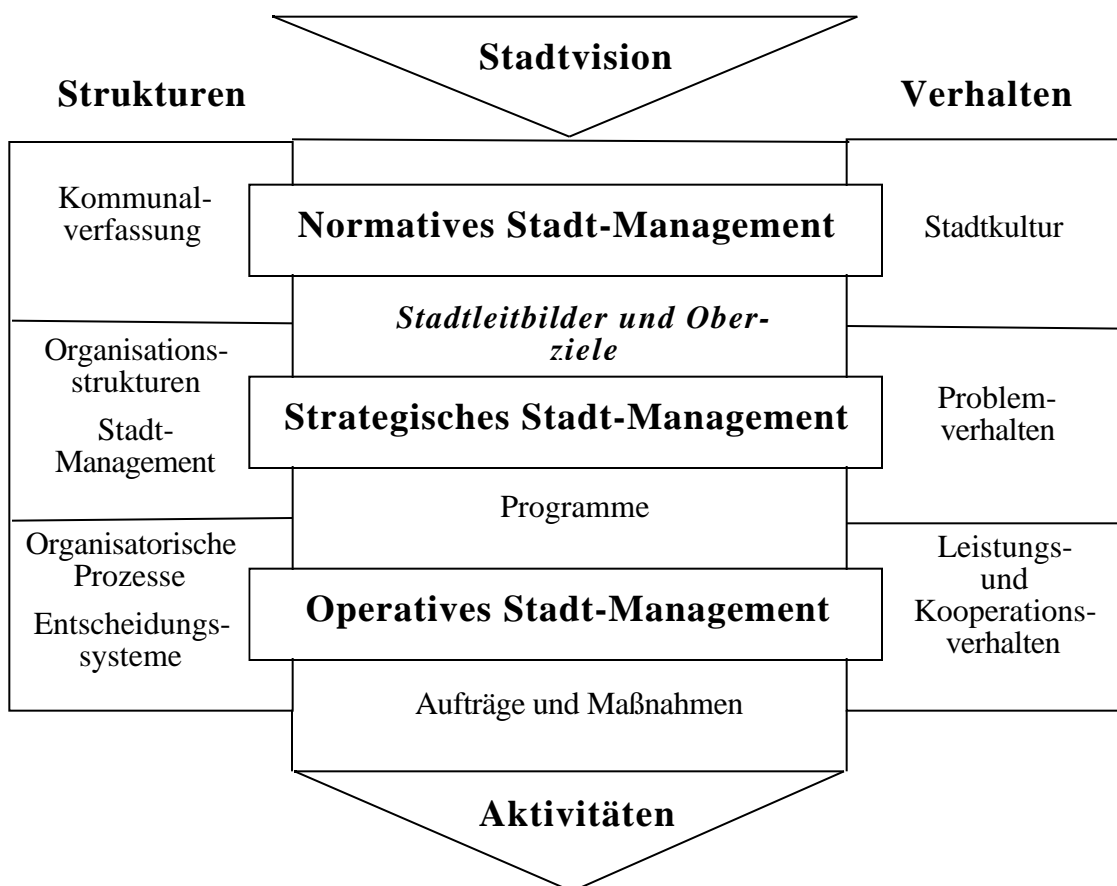 Stadtvision
Strukturen
Verhalten
Kommunal-
verfassung
Normatives Stadt-Management
Stadtkultur
Stadtleitbilder und Ober-
ziele
Organisations-
strukturen
Stadt-
Management
Strategisches Stadt-Management
Problem-
verhalten
Programme
Organisatorische
Prozesse
Entscheidungs-
systeme
Operatives Stadt-Management
Leistungs-
und
Kooperations-
verhalten
Aufträge und Maßnahmen
Aktivitäten